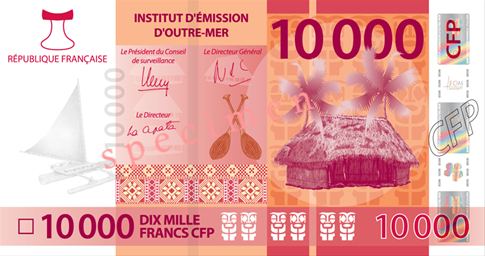 INSTITUT D'ÉMISSION
D'OUTRE-MER
10 000
CFP
RÉPUBLIQUE FRANÇAISE
Le Président du Conseil
de surveillance
Le Directeur Général
Le Directeur
specimen
CFP
10 000
DIX MILLE
FRANCS CFP
10 000